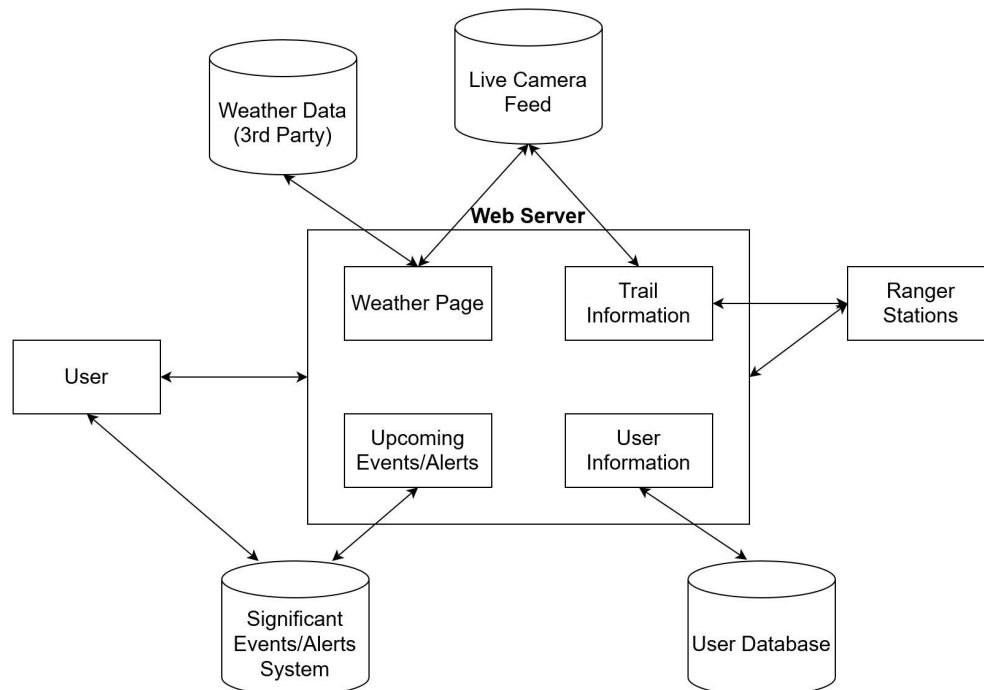 Live Camera
Feed
Weather Data
(3rd Party)
Web Server
Weather Page
Trail
Information
Ranger
Stations
User
Upcoming
Events/Alerts
User
Information
Significant
Events/Alerts
System
User Database